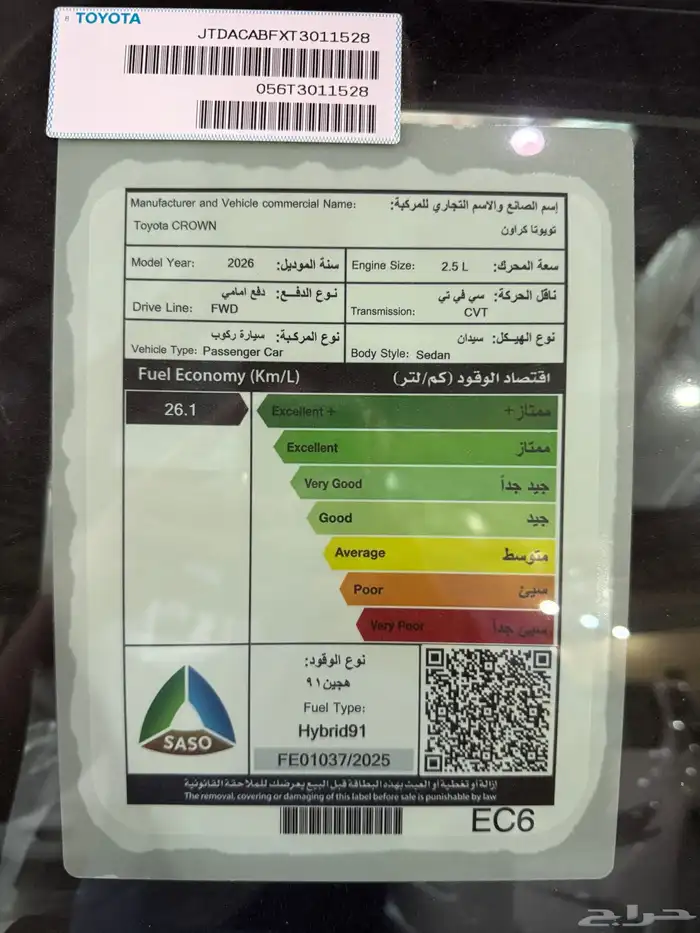 TOYOTA
JTDACABFXT3011528
056T3011528
Manufacturer and Vehicle commercial Name: إسم الصانع والاسم التجاري للمركبة:
Toyota CROWN تويوتا كراون
Model Year: 2026 سنة الموديل: Engine Size: 2.5 L سعة المحرك:
نوع الدفع: دفع امامي ناقل الحركة: سي في تي
Drive Line: FWD Transmission: CVT
نوع المركبة: سيارة ركوب نوع الهيكل: سيدان
Vehicle Type: Passenger Car Body Style: Sedan
Fuel Economy (Km/L) اقتصاد الوقود (كم/لتر)
26.1 Excellent + ممتاز+
Excellent ممتاز
Very Good جيد جداً
Good جيد
Average متوسط
Poor سيئ
Very Poor سيئ جداً
نوع الوقود:
هجين٩١
Fuel Type:
Hybrid91
SASO
FE01037/2025
إزالة أو تغطية أو العبث بهذه البطاقة قبل البيع يعرضك للملاحقة القانونية
The removal, covering or damaging of this label before sale is punishable by law
EC6
حراج